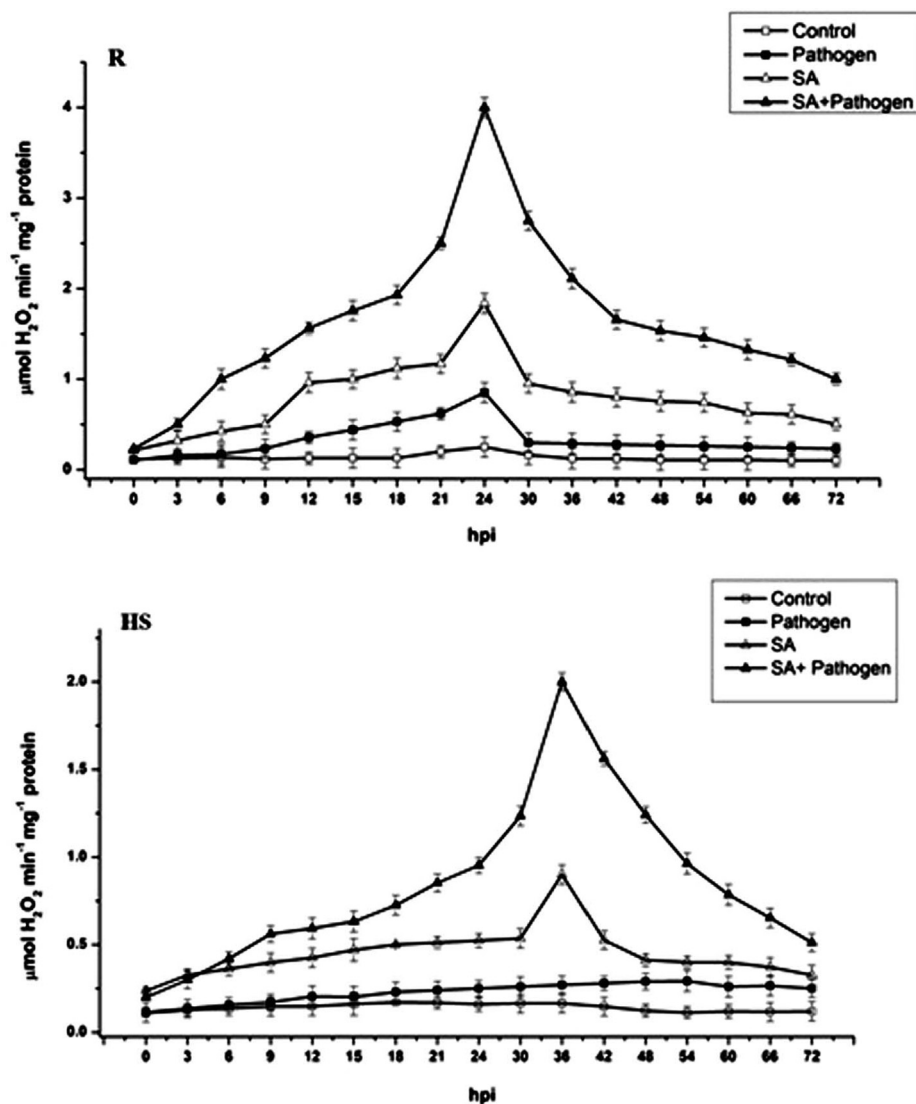 R
Control
Pathogen
SA
SA+Pathogen
μmol H₂O₂ min⁻¹ mg⁻¹ protein
4
3
2
1
0
0 3 6 9 12 15 18 21 24 30 36 42 48 54 60 66 72
hpi
HS
Control
Pathogen
SA
SA+ Pathogen
μmol H₂O₂ min⁻¹ mg⁻¹ protein
2.0
1.5
1.0
0.5
0.0
0 3 6 9 12 15 18 21 24 30 36 42 48 54 60 66 72
hpi